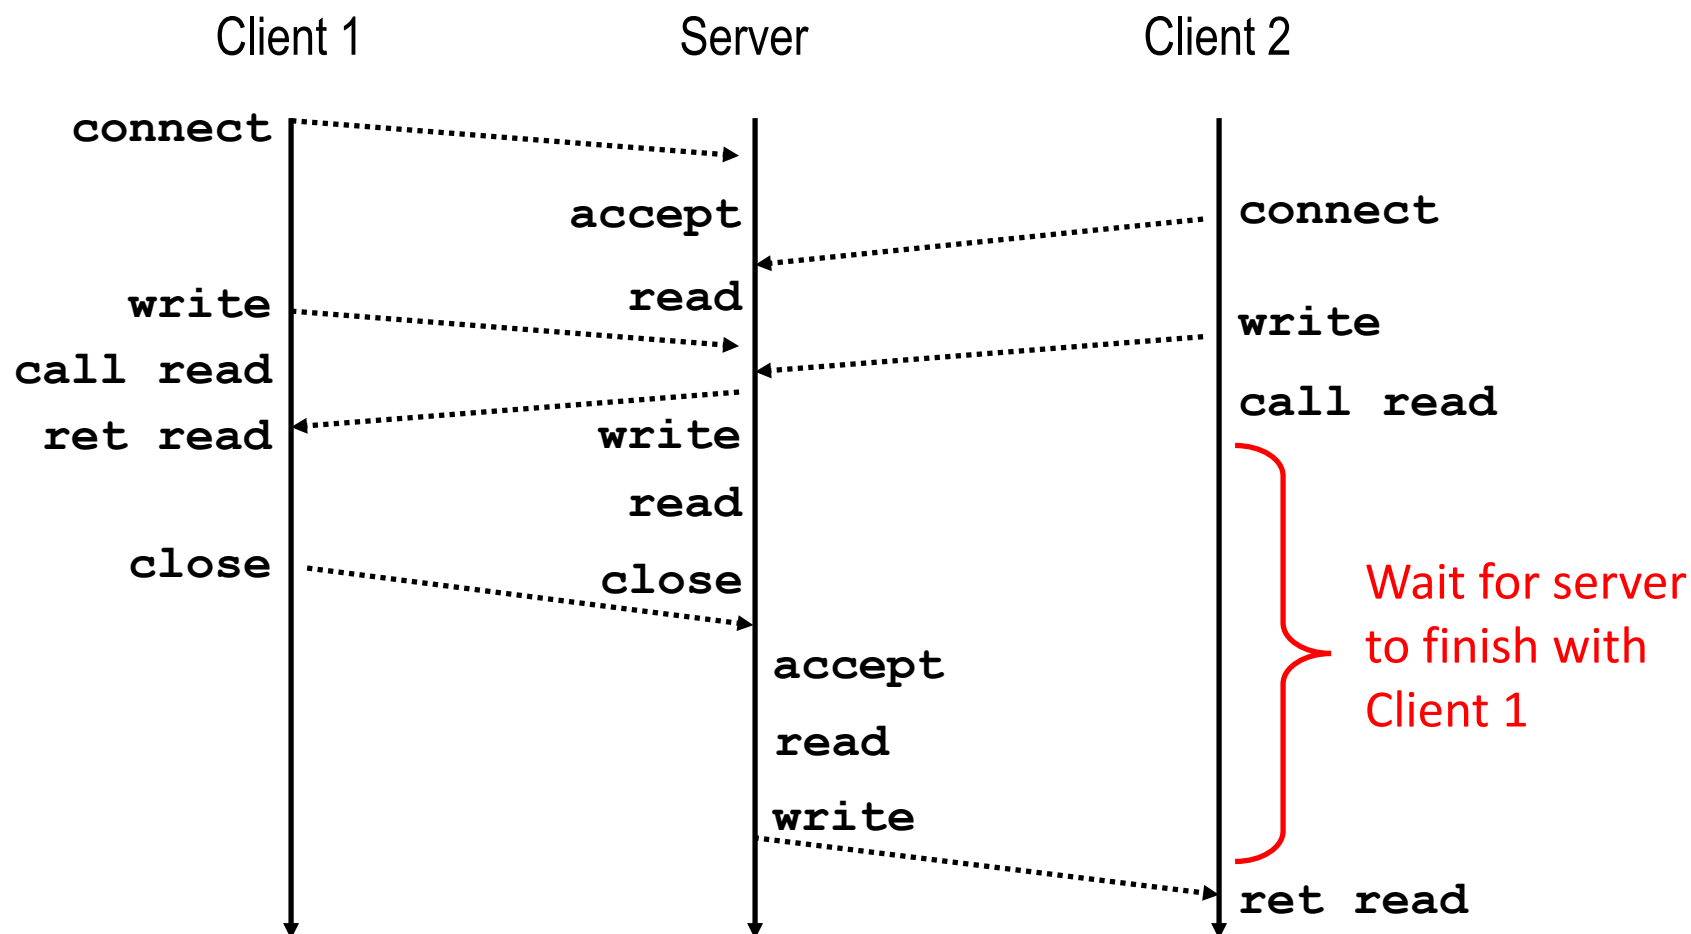 Client 1
Server
Client 2
connect
accept
connect
write
read
write
call read
call read
ret read
write
read
close
close
Wait for server
to finish with
Client 1
accept
read
write
ret read